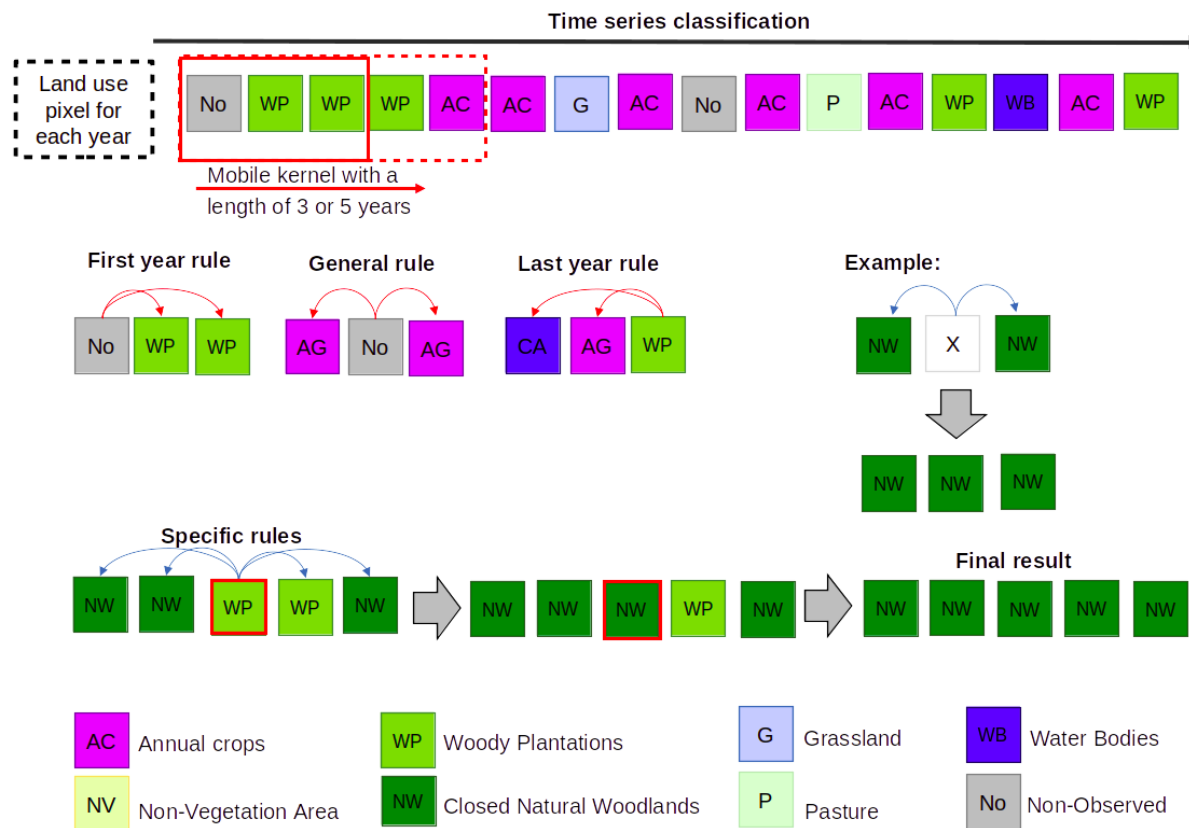 Time series classification
Land use
pixel for
each year
No WP WP WP AC AC G AC No AC P AC WP WB AC WP
Mobile kernel with a
length of 3 or 5 years
First year rule
General rule
Last year rule
Example:
No WP WP
AG No AG
CA AG WP
NW X NW
NW NW NW
Specific rules
Final result
NW NW WP WP NW
NW NW NW WP NW
NW NW NW NW NW
AC Annual crops
WP Woody Plantations
G Grassland
WB Water Bodies
NV Non-Vegetation Area
NW Closed Natural Woodlands
P Pasture
No Non-Observed